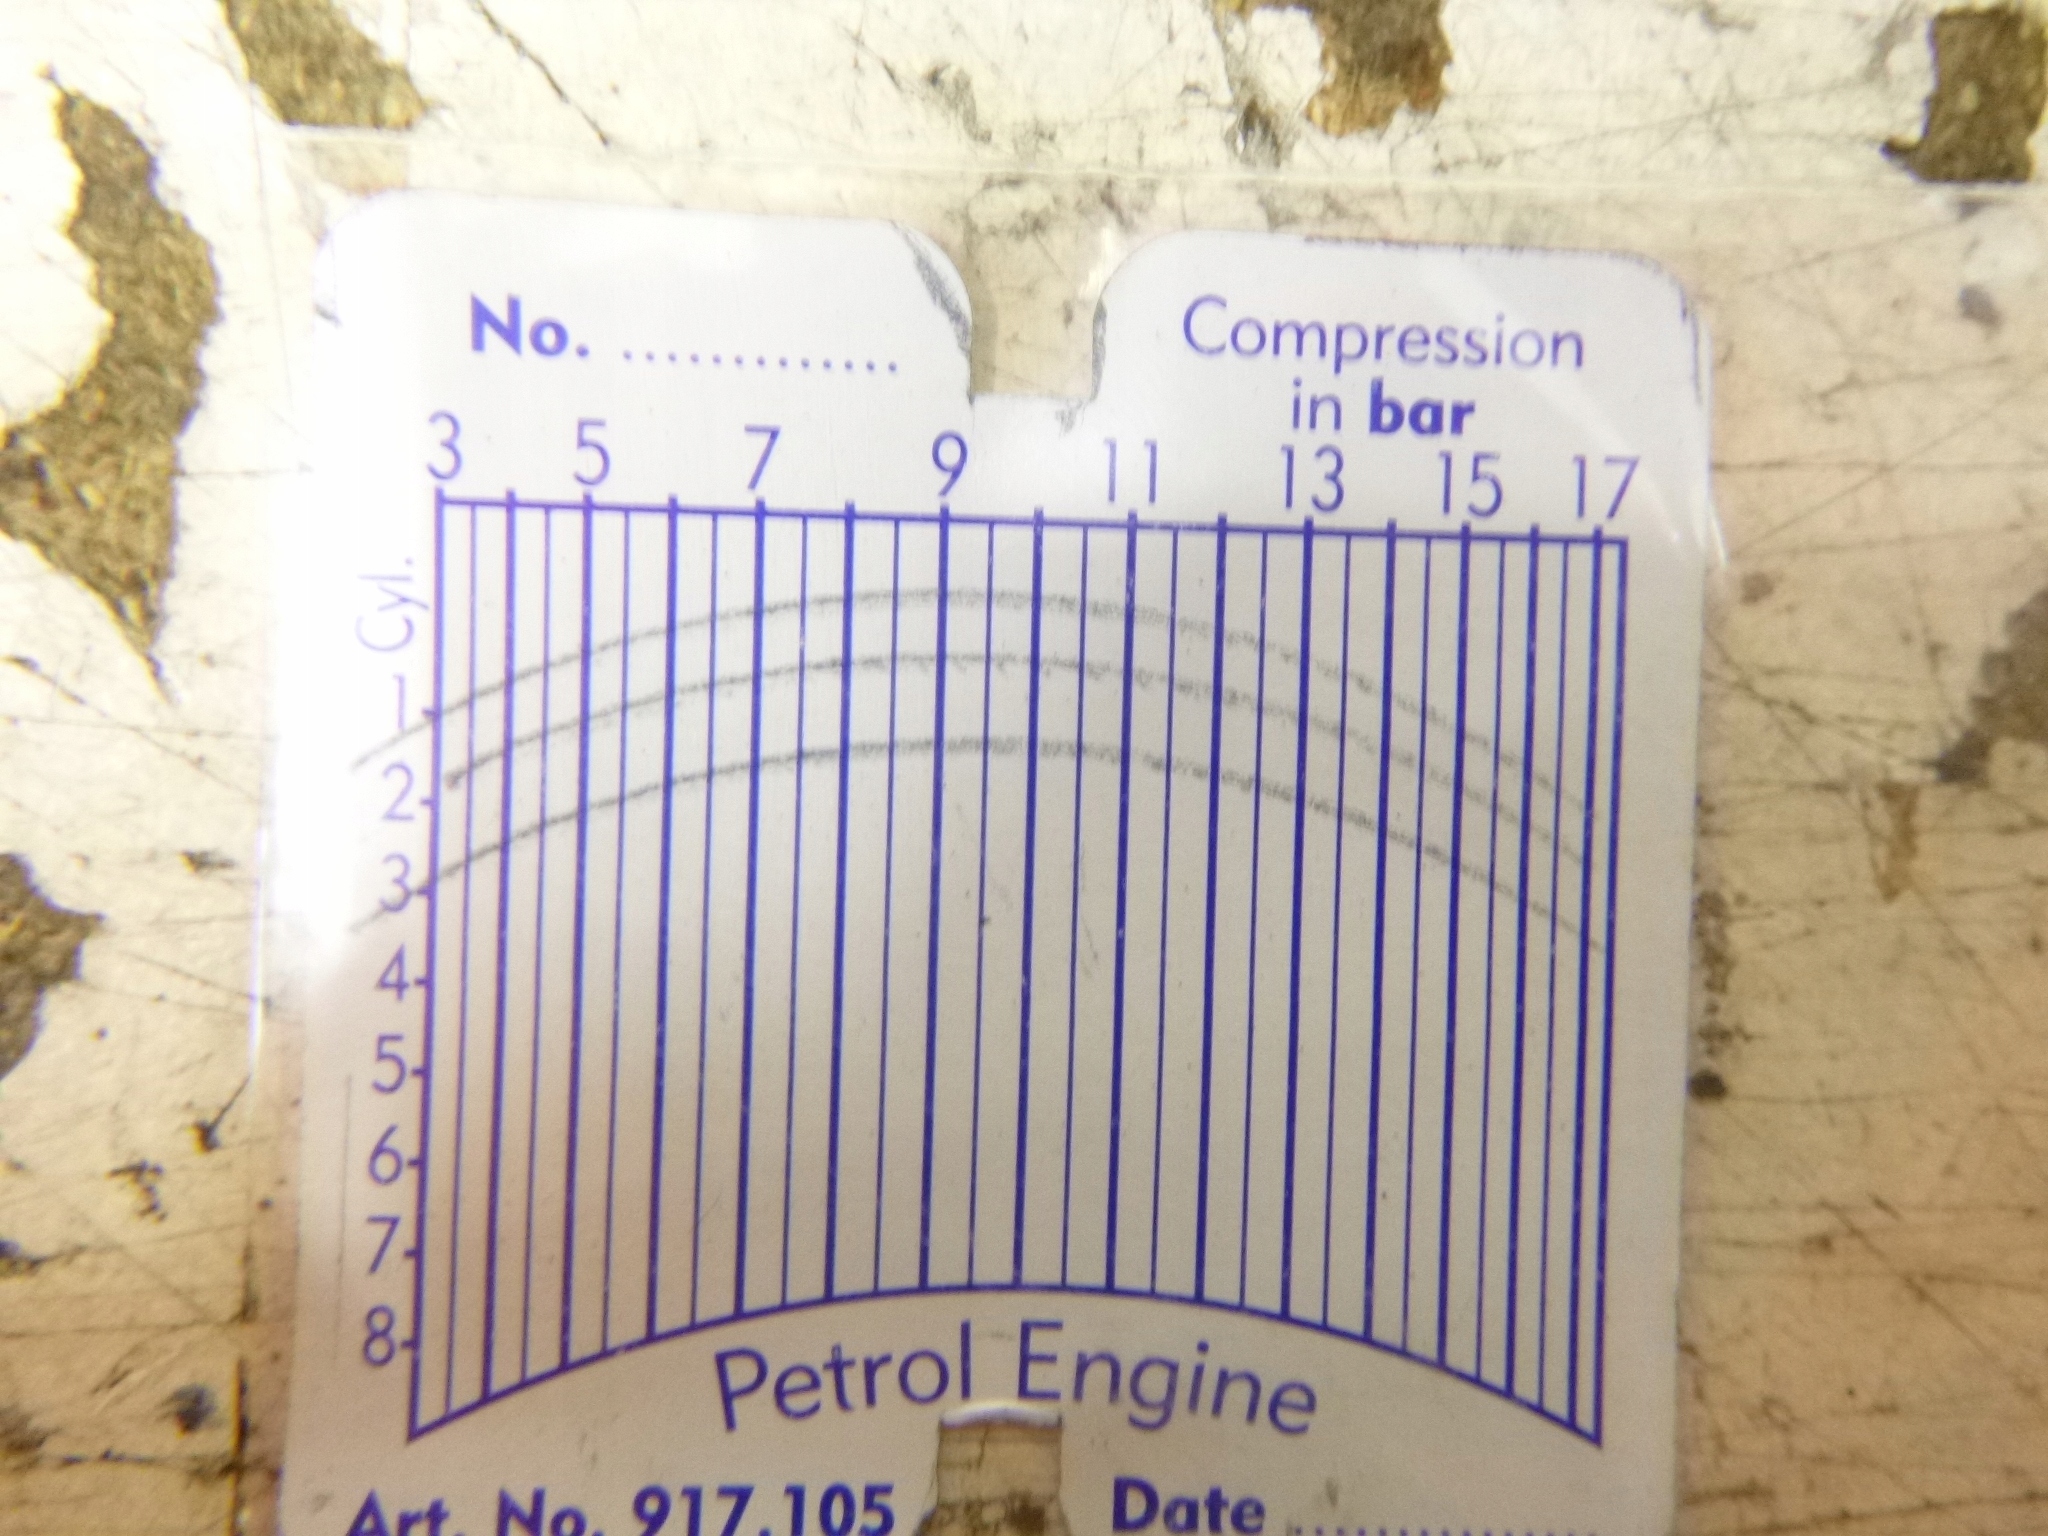 No. .............
Compression
in bar
3 5 7 9 11 13 15 17
Cyl.
1
2
3
4
5
6
7
8
Petrol Engine
Art. No. 917.105
Date ................